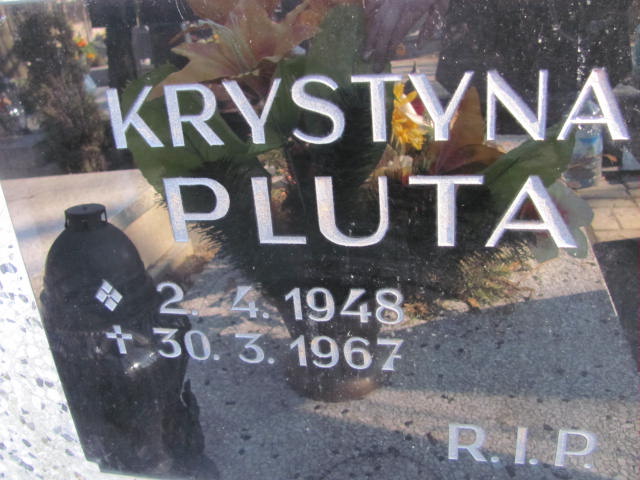 KRYSTYNA
PLUTA
2. 4. 1948
✝ 30. 3. 1967
R.I.P.